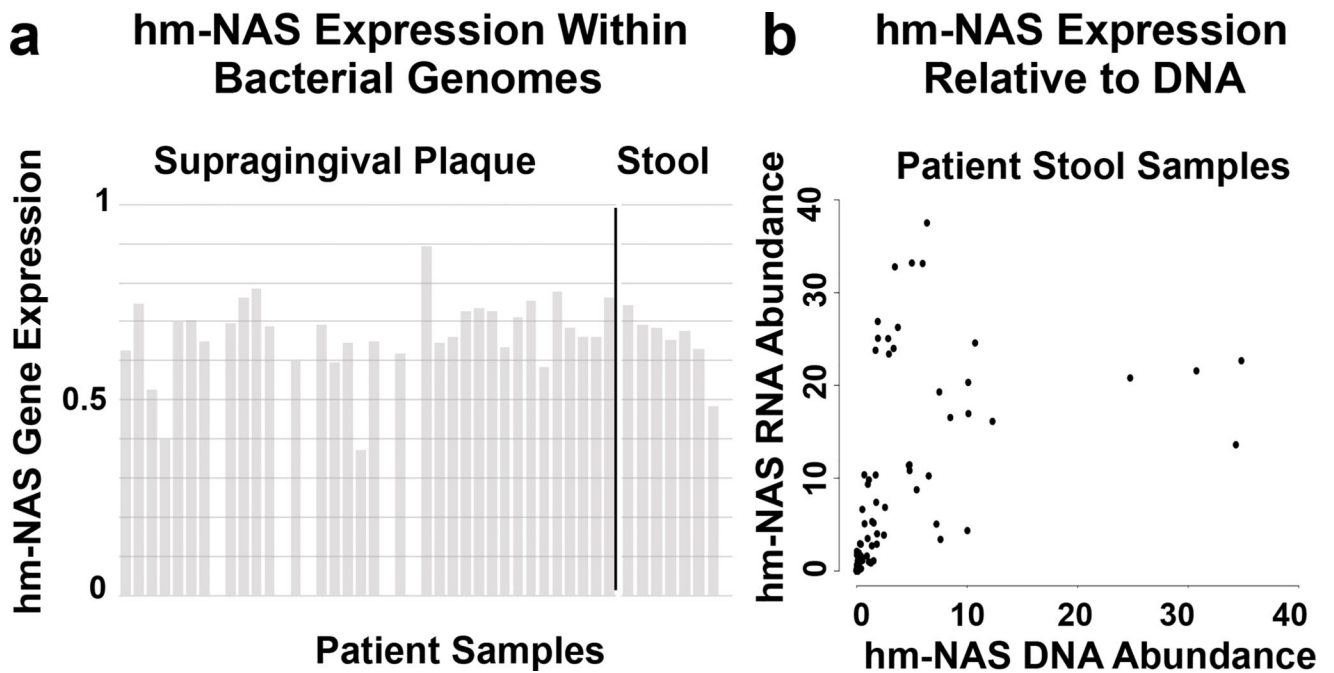 a
hm-NAS Expression Within
Bacterial Genomes
Supragingival Plaque
Stool
hm-NAS Gene Expression
1
0.5
0
Patient Samples
b
hm-NAS Expression
Relative to DNA
Patient Stool Samples
hm-NAS RNA Abundance
40
30
20
10
0
0 10 20 30 40
hm-NAS DNA Abundance